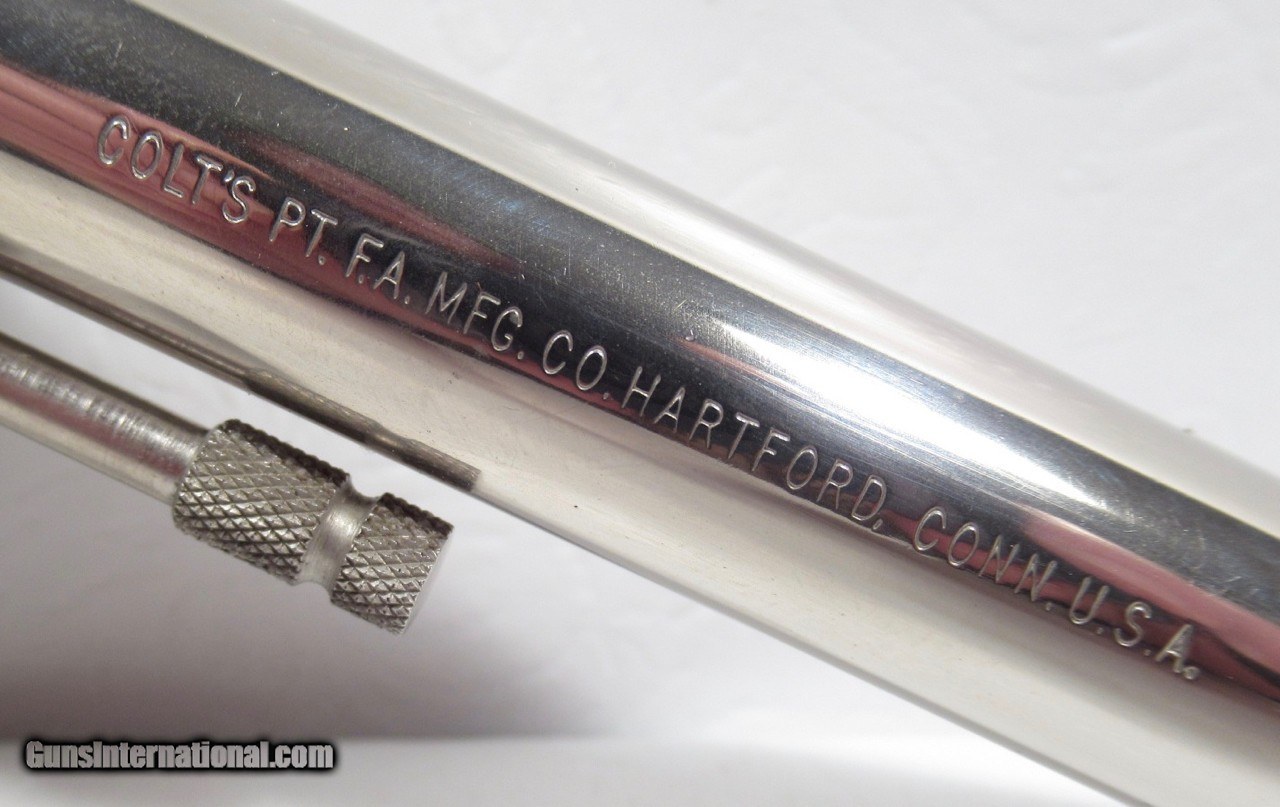 COLT'S PT. F.A. MFG. CO. HARTFORD, CONN. U.S.A.
GunsInternational.com